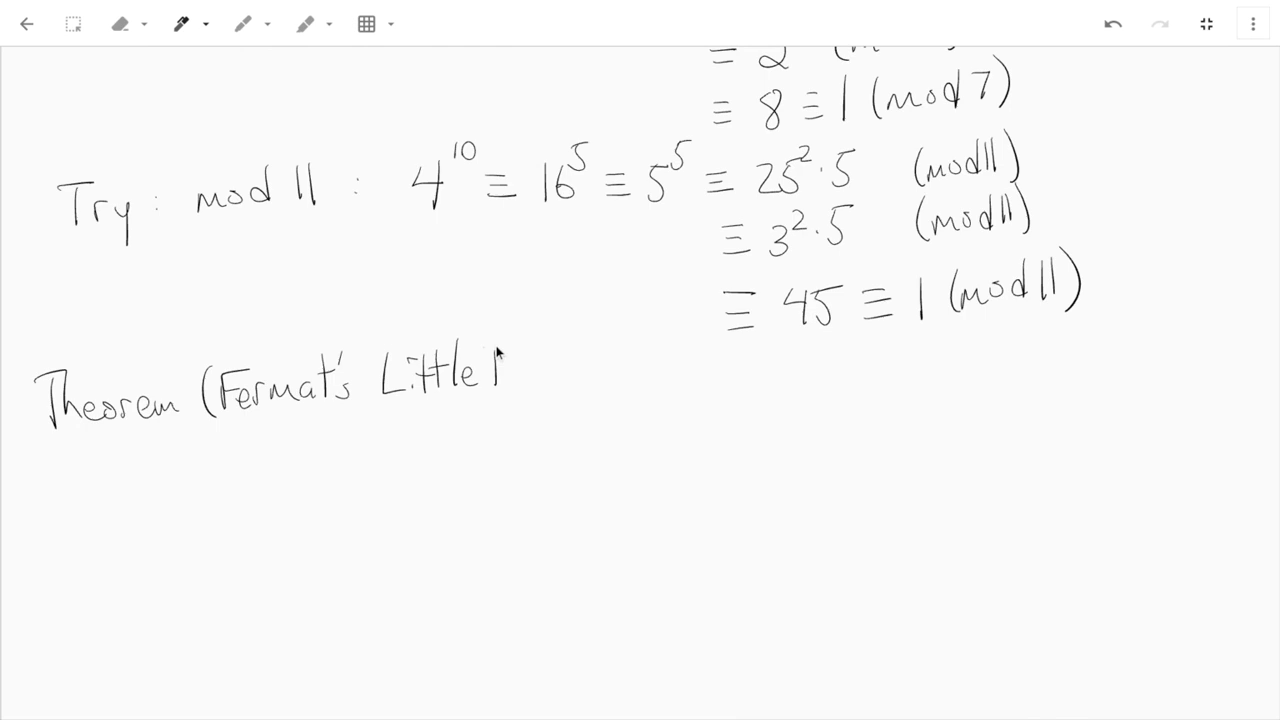 ≡ 2
≡ 8 ≡ 1 (mod 7)
Try: mod 11 : 4^10 ≡ 16^5 ≡ 5^5 ≡ 25^2 · 5 (mod 11)
≡ 3^2 · 5 (mod 11)
≡ 45 ≡ 1 (mod 11)
Theorem (Fermat's Little